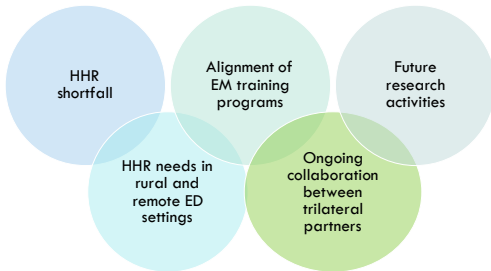 HHR
shortfall
Alignment of
EM training
programs
Future
research
activities
HHR needs in
rural and
remote ED
settings
Ongoing
collaboration
between
trilateral
partners